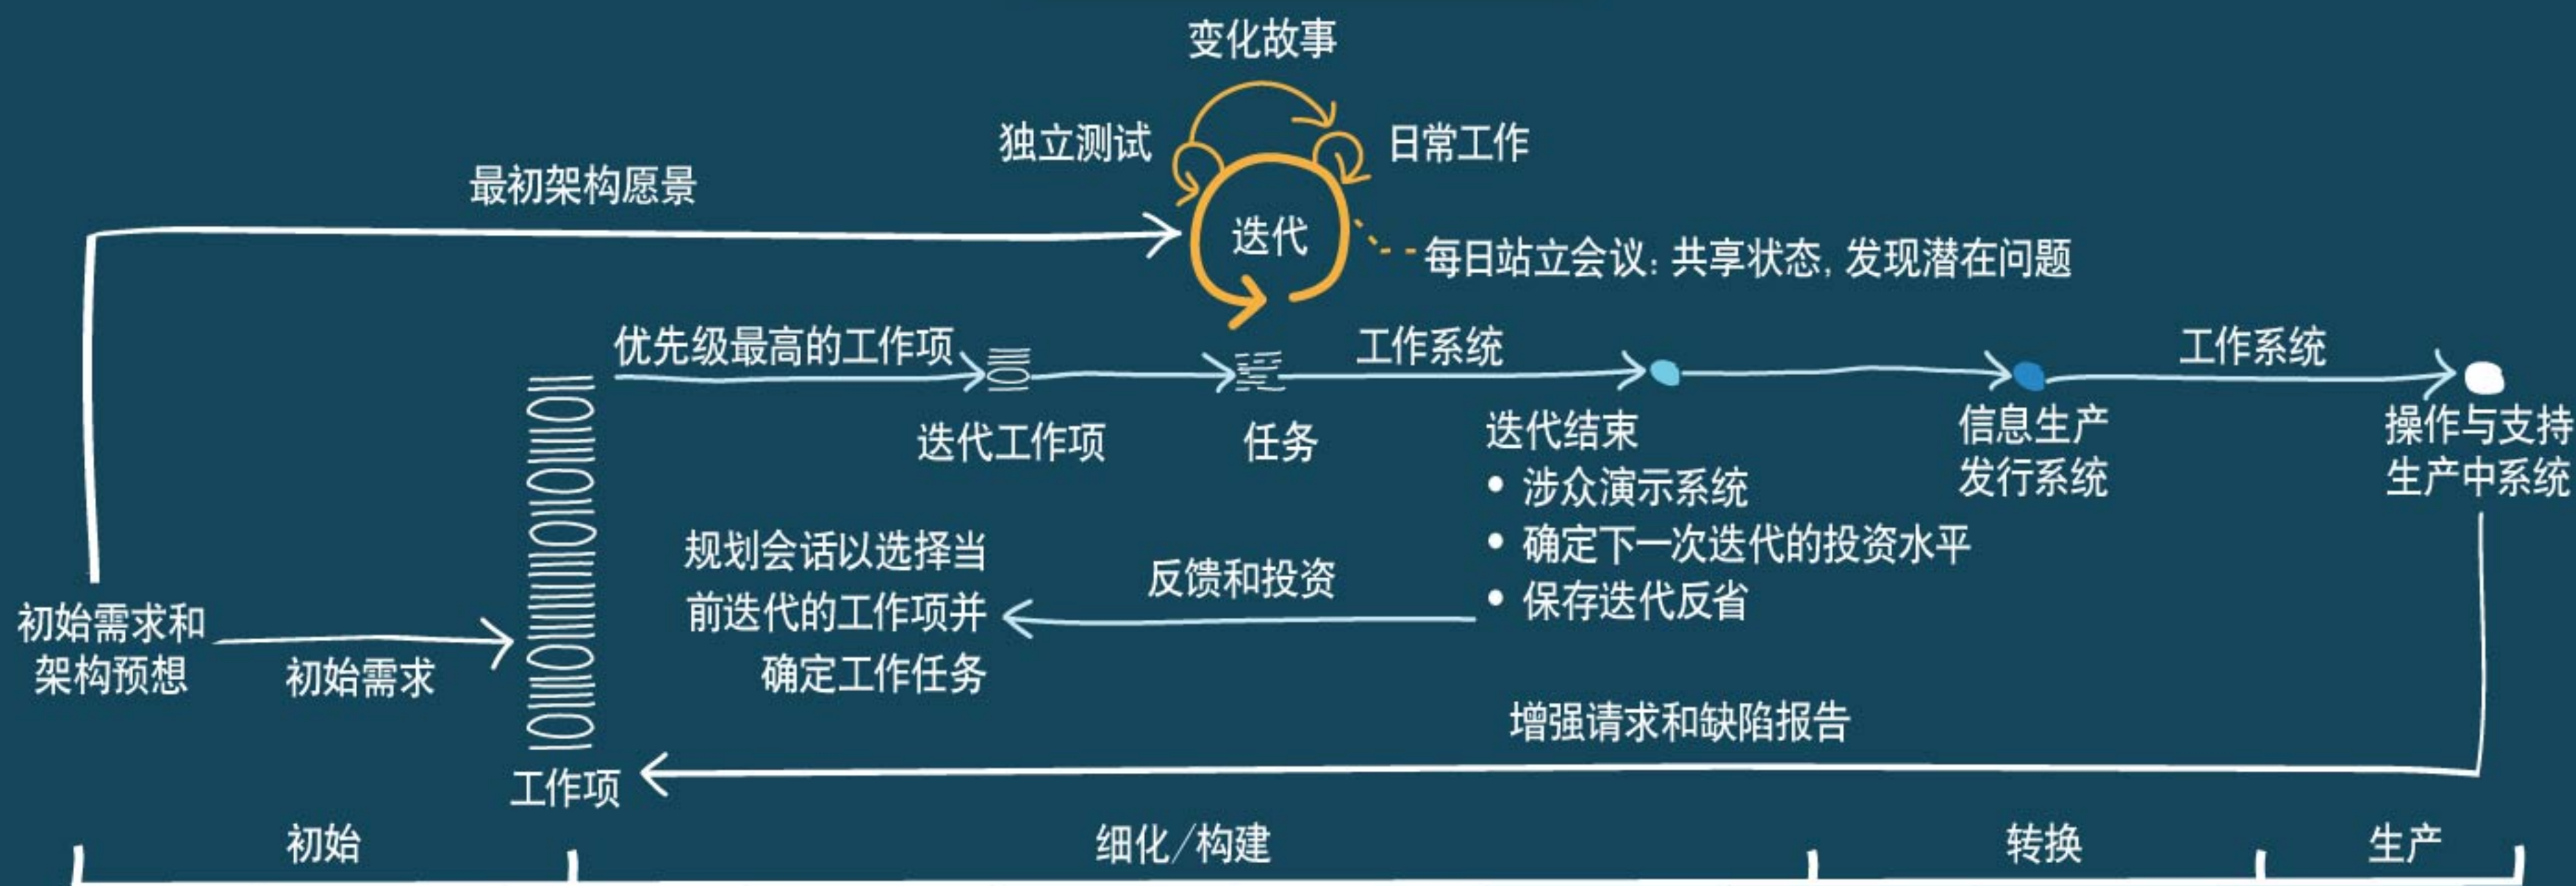 变化故事
独立测试
日常工作
最初架构愿景
迭代
每日站立会议：共享状态，发现潜在问题
优先级最高的工作项
工作系统
工作系统
迭代工作项
任务
迭代结束
• 涉众演示系统
• 确定下一次迭代的投资水平
• 保存迭代反省
信息生产
发行系统
操作与支持
生产中系统
规划会话以选择当
前迭代的工作项并
确定工作任务
反馈和投资
初始需求和
架构预想
初始需求
增强请求和缺陷报告
工作项
初始
细化/构建
转换
生产